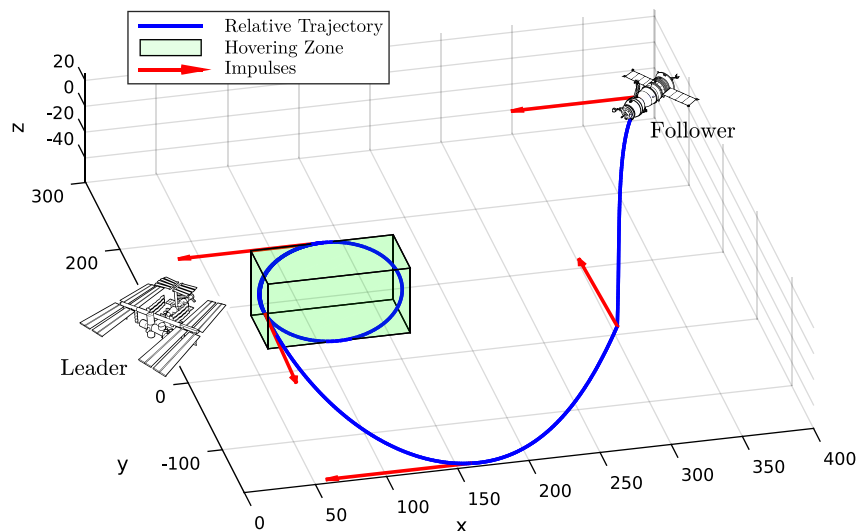 Relative Trajectory
Hovering Zone
Impulses
20
0
-20
-40
z
300
200
0
-100
y
0
50
100
150
200
250
300
350
400
x
Leader
Follower